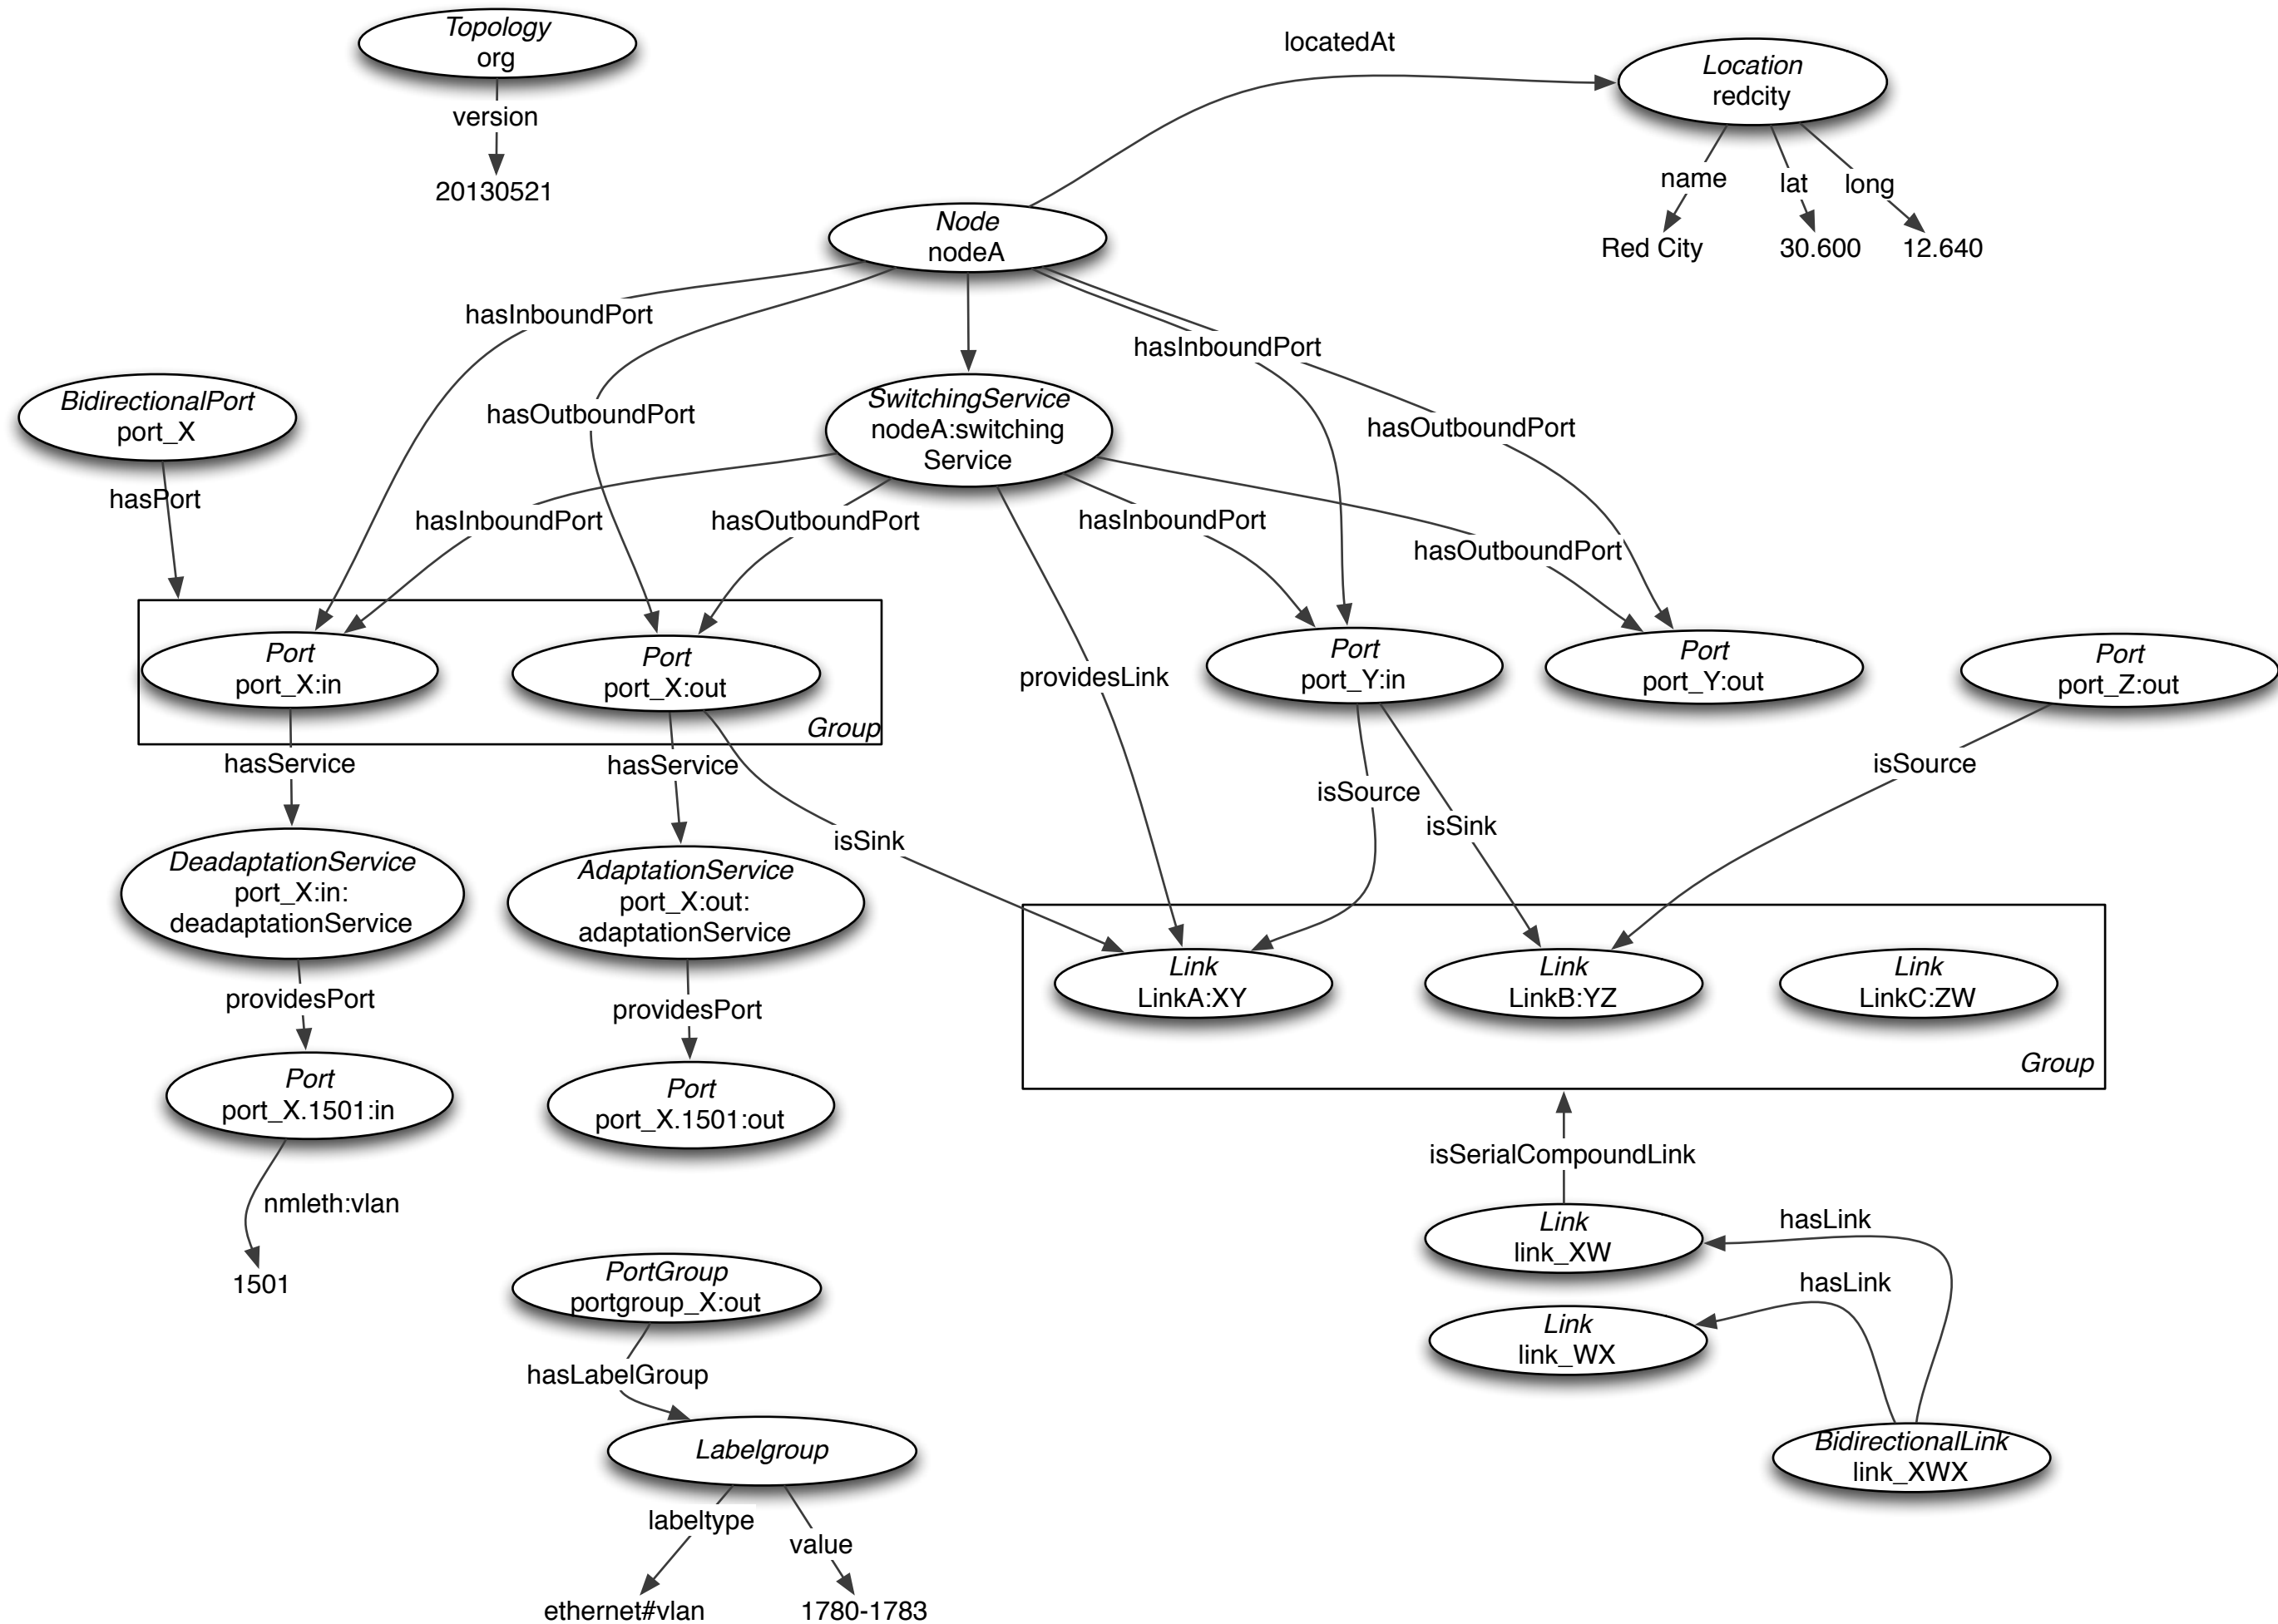 Topology
org
locatedAt
Location
redcity
version
20130521
name
lat
long
Red City
30.600
12.640
Node
nodeA
hasInboundPort
hasInboundPort
BidirectionalPort
port_X
hasOutboundPort
SwitchingService
nodeA:switching
Service
hasOutboundPort
hasPort
hasInboundPort
hasOutboundPort
hasInboundPort
hasOutboundPort
Port
port_X:in
Port
port_X:out
Group
providesLink
Port
port_Y:in
Port
port_Y:out
Port
port_Z:out
hasService
hasService
isSink
isSource
isSink
isSource
DeadaptationService
port_X:in:
deadaptationService
AdaptationService
port_X:out:
adaptationService
Link
LinkA:XY
Link
LinkB:YZ
Link
LinkC:ZW
Group
providesPort
providesPort
Port
port_X.1501:in
Port
port_X.1501:out
nmleth:vlan
1501
isSerialCompoundLink
Link
link_XW
hasLink
hasLink
Link
link_WX
BidirectionalLink
link_XWX
PortGroup
portgroup_X:out
hasLabelGroup
Labelgroup
labeltype
value
ethernet#vlan
1780-1783